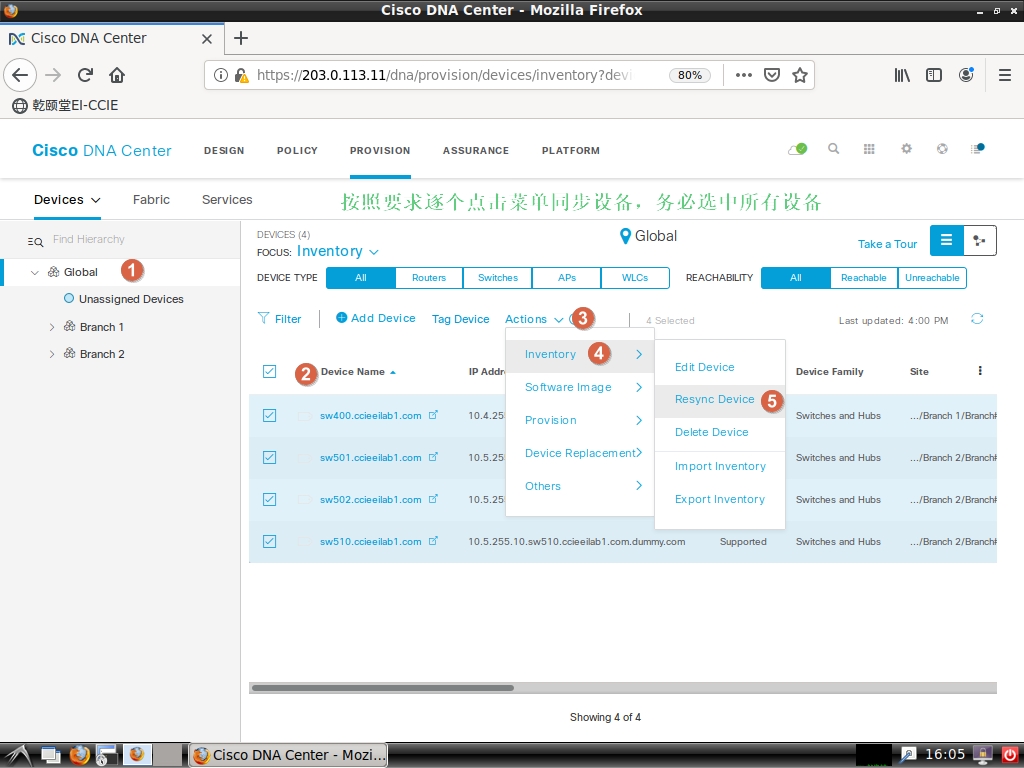 Cisco DNA Center - Mozilla Firefox
Cisco DNA Center
https://203.0.113.11/dna/provision/devices/inventory?devi
80%
乾颐堂EI-CCIE
Cisco DNA Center
DESIGN
POLICY
PROVISION
ASSURANCE
PLATFORM
Devices
Fabric
Services
按照要求逐个点击菜单同步设备，务必选中所有设备
Find Hierarchy
Global
1
Unassigned Devices
Branch 1
Branch 2
DEVICES (4)
FOCUS: Inventory
Global
Take a Tour
DEVICE TYPE All Routers Switches APs WLCs
REACHABILITY All Reachable Unreachable
Filter
Add Device
Tag Device
Actions
3
4 Selected
Last updated: 4:00 PM
Inventory
4
Software Image
Provision
Device Replacement
Others
Edit Device
Resync Device
5
Delete Device
Import Inventory
Export Inventory
2
Device Name
IP Addre
Device Family
Site
sw400.ccieeilab1.com 10.4.255 Switches and Hubs .../Branch 1/Branch
sw501.ccieeilab1.com 10.5.255 Switches and Hubs .../Branch 2/Branch
sw502.ccieeilab1.com 10.5.255 Switches and Hubs .../Branch 2/Branch
sw510.ccieeilab1.com 10.5.255.10.sw510.ccieeilab1.com.dummy.com Supported Switches and Hubs .../Branch 2/Branch
Showing 4 of 4
Cisco DNA Center - Mozi...
16:05